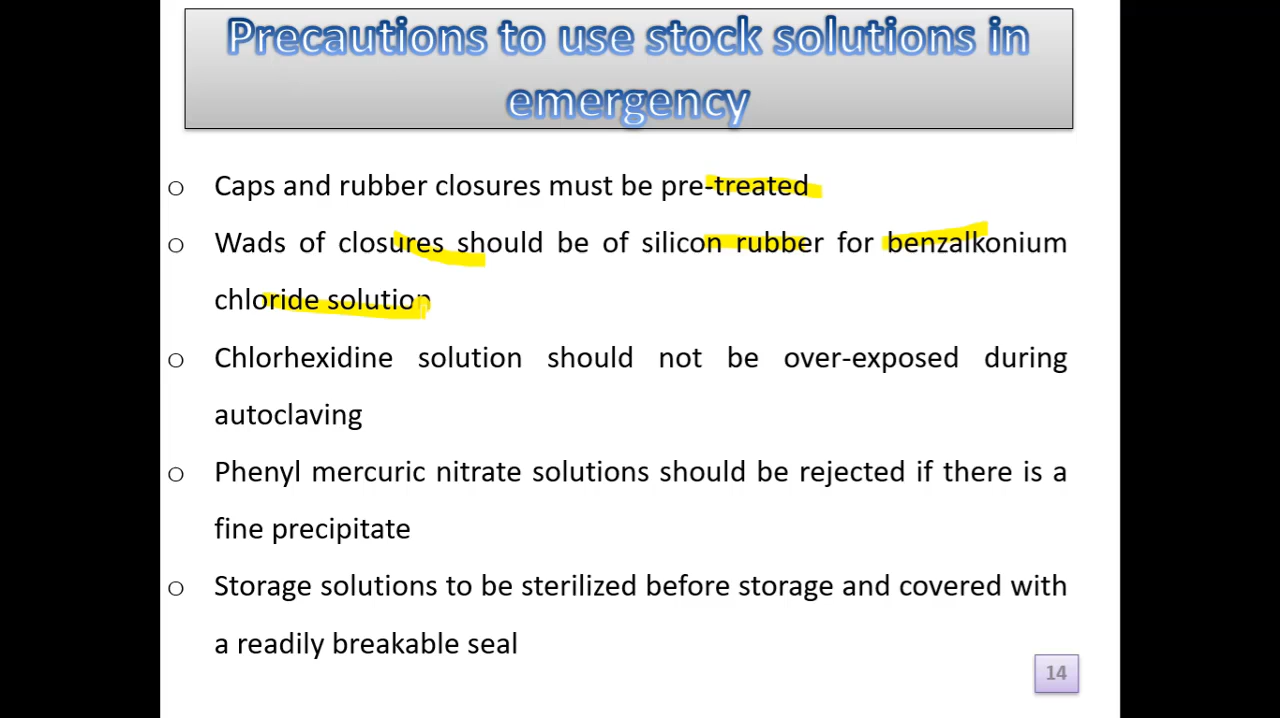 Precautions to use stock solutions in
emergency
o Caps and rubber closures must be pre-treated
o Wads of closures should be of silicon rubber for benzalkonium
chloride solution
o Chlorhexidine solution should not be over-exposed during
autoclaving
o Phenyl mercuric nitrate solutions should be rejected if there is a
fine precipitate
o Storage solutions to be sterilized before storage and covered with
a readily breakable seal
14